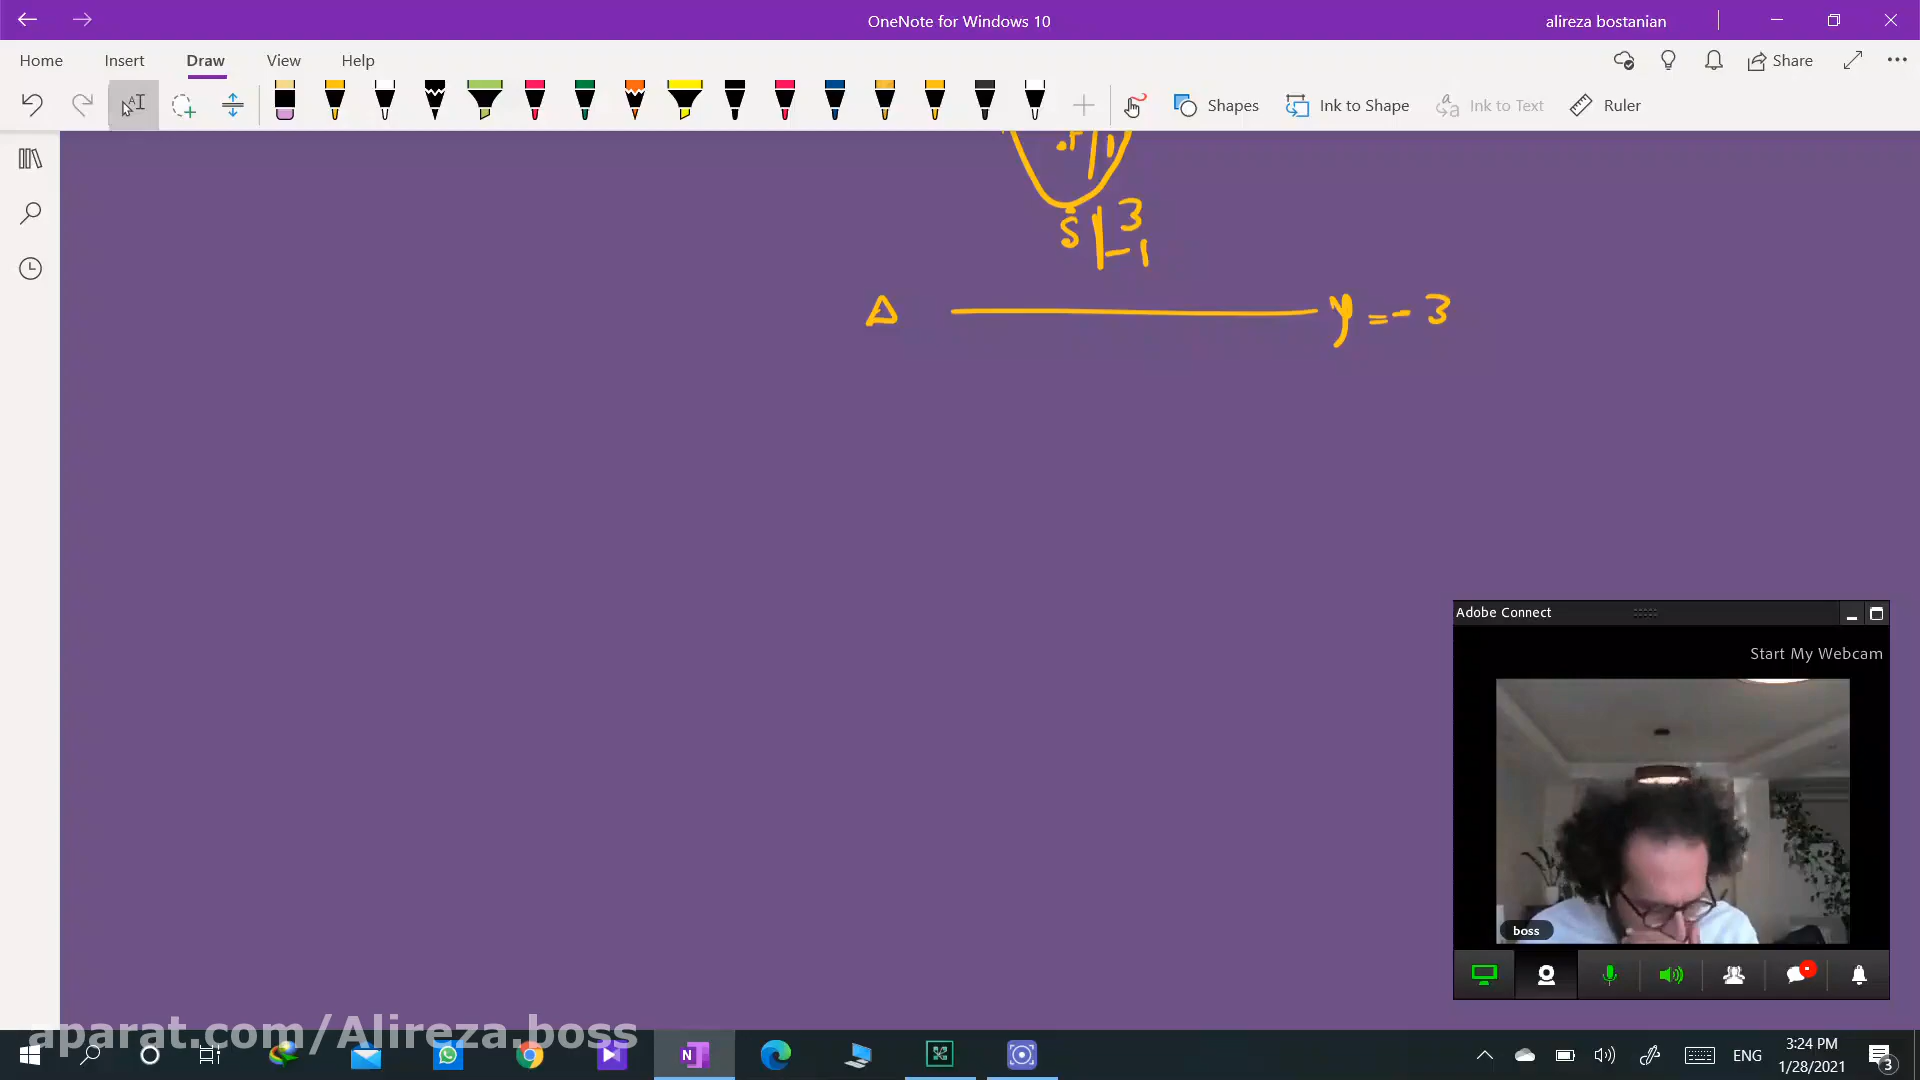 OneNote for Windows 10
alireza bostanian
Home Insert Draw View Help
Share
Shapes Ink to Shape Ink to Text Ruler
.F 1
S 3
-1
Δ y = - 3
Adobe Connect
Start My Webcam
boss
aparat.com/Alireza.boss
ENG
3:24 PM
1/28/2021
3